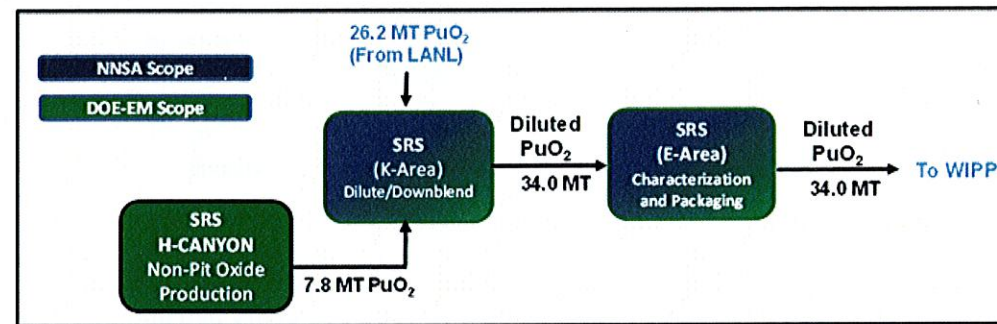 26.2 MT PuO₂
(From LANL)
NNSA Scope
DOE-EM Scope
SRS
(K-Area)
Dilute/Downblend
Diluted
PuO₂
34.0 MT
SRS
(E-Area)
Characterization
and Packaging
Diluted
PuO₂
34.0 MT
To WIPP
SRS
H-CANYON
Non-Pit Oxide
Production
7.8 MT PuO₂